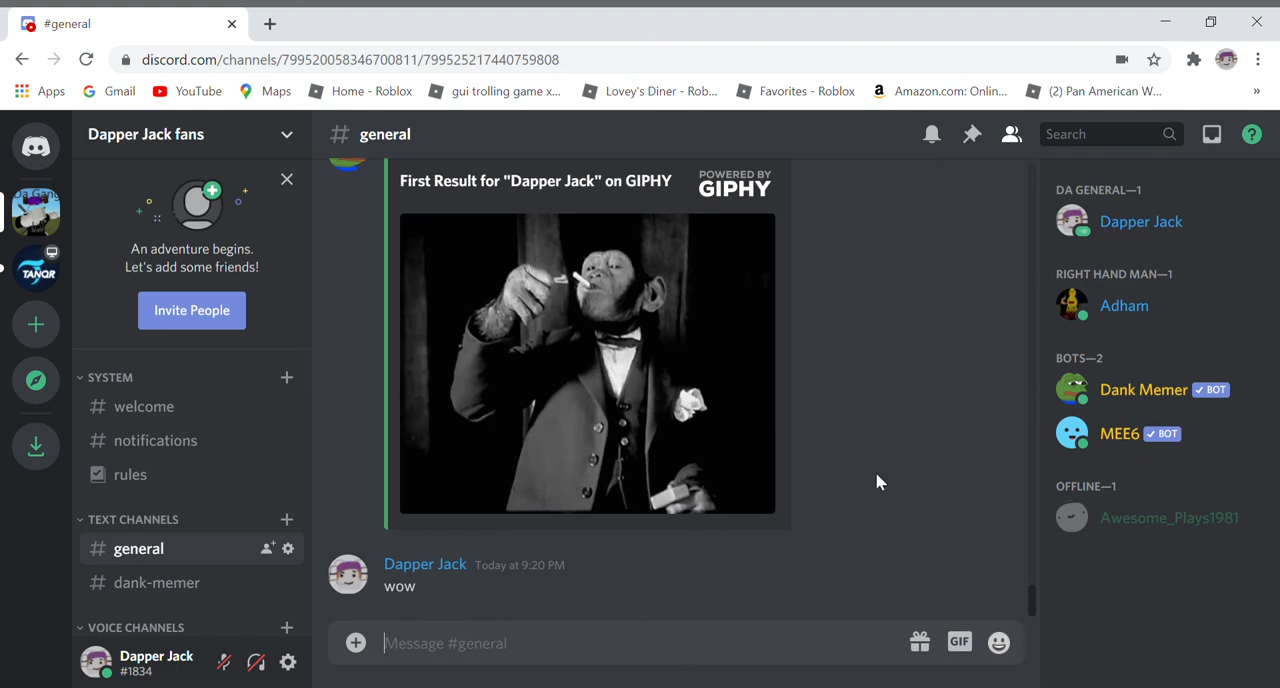 #general
discord.com/channels/799520058346700811/799525217440759808
Apps
Gmail
YouTube
Maps
Home - Roblox
gui trolling game x...
Lovey's Diner - Rob...
Favorites - Roblox
Amazon.com: Onlin...
(2) Pan American W...
»
Da Gang
TANQR
Dapper Jack fans
An adventure begins.
Let's add some friends!
Invite People
SYSTEM
# welcome
# notifications
rules
TEXT CHANNELS
# general
# dank-memer
VOICE CHANNELS
Dapper Jack
#1834
# general
Search
First Result for "Dapper Jack" on GIPHY
POWERED BY
GIPHY
Dapper Jack Today at 9:20 PM
wow
Message #general
GIF
DA GENERAL—1
Dapper Jack
RIGHT HAND MAN—1
Adham
BOTS—2
Dank Memer ✓ BOT
MEE6 ✓ BOT
OFFLINE—1
Awesome_Plays1981